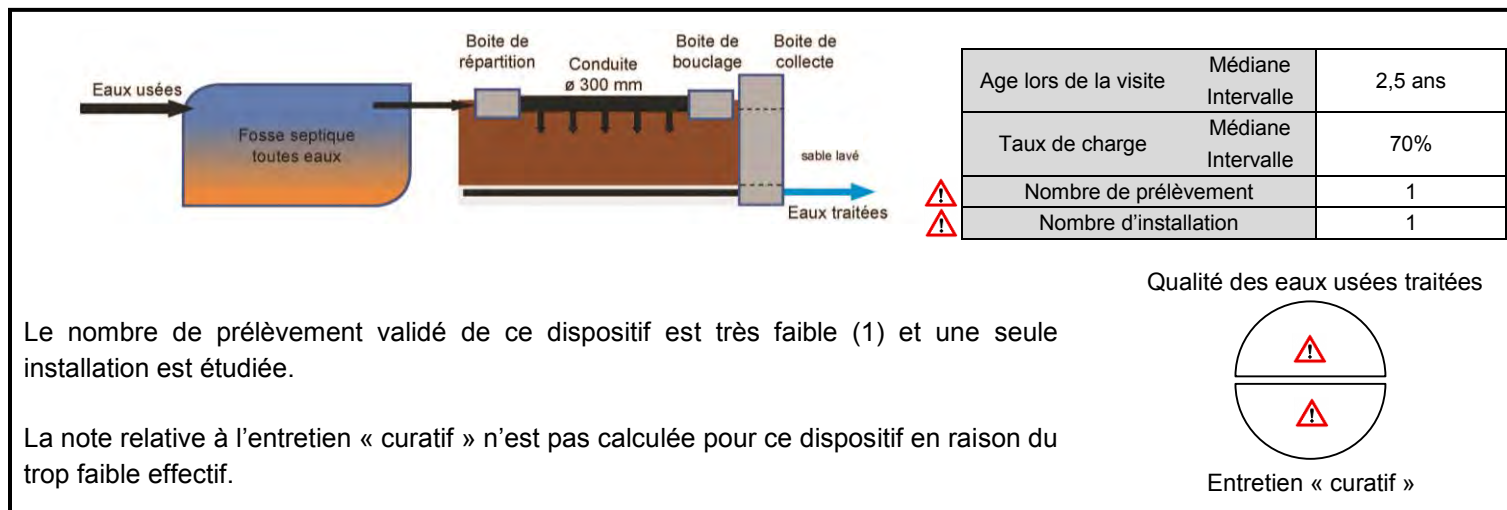 Boite de répartition
Conduite ø 300 mm
Boite de bouclage
Boite de collecte
Eaux usées
Fosse septique toutes eaux
sable lavé
Eaux traitées
Age lors de la visite Médiane Intervalle 2,5 ans
Taux de charge Médiane Intervalle 70%
Nombre de prélèvement 1
Nombre d'installation 1
Qualité des eaux usées traitées
Le nombre de prélèvement validé de ce dispositif est très faible (1) et une seule
installation est étudiée.
La note relative à l'entretien « curatif » n'est pas calculée pour ce dispositif en raison du
trop faible effectif.
Entretien « curatif »